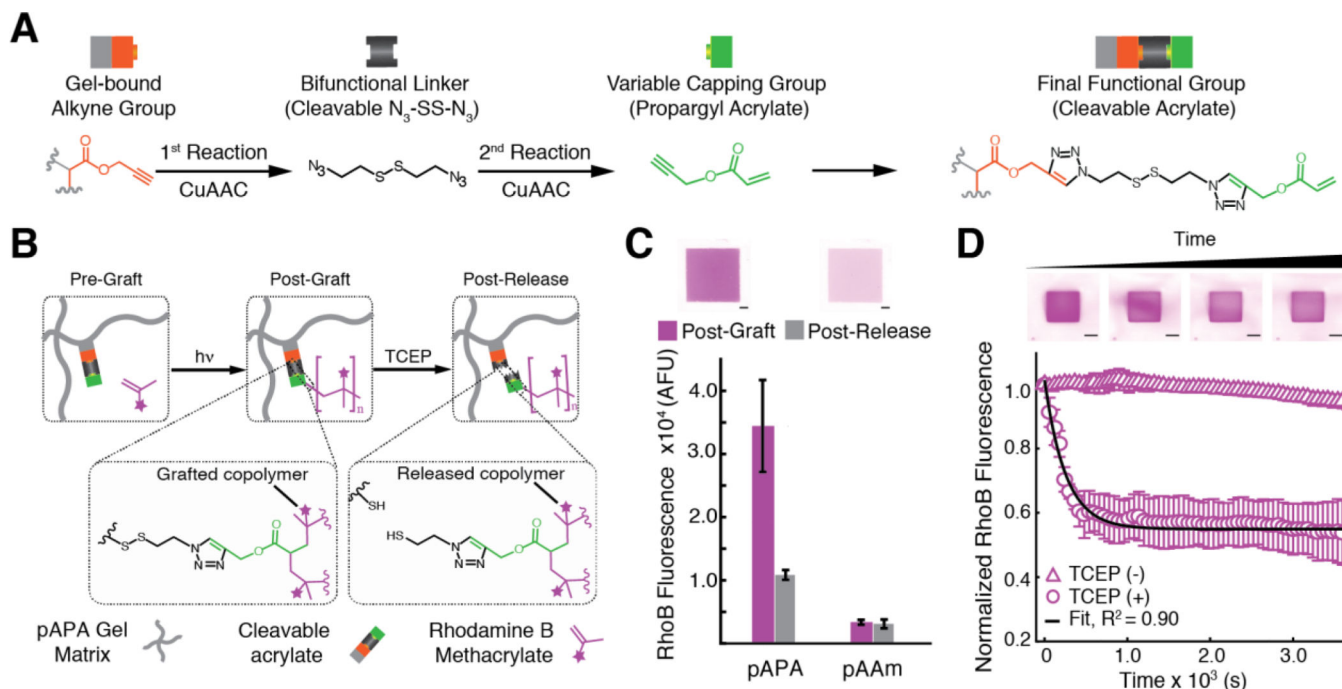 A
Gel-bound
Alkyne Group
Bifunctional Linker
(Cleavable N₃-SS-N₃)
Variable Capping Group
(Propargyl Acrylate)
Final Functional Group
(Cleavable Acrylate)
1st Reaction
CuAAC
2nd Reaction
CuAAC
O
O
N₃
S
S
N₃
O
O
O
O
N
N
N
S
S
N
N
N
O
O
B
Pre-Graft
Post-Graft
Post-Release
hν
TCEP
n
n
Grafted copolymer
Released copolymer
S
S
N
N
N
O
O
SH
HS
N
N
N
O
O
pAPA Gel
Matrix
Cleavable
acrylate
Rhodamine B
Methacrylate
C
Post-Graft
Post-Release
RhoB Fluorescence x10⁴ (AFU)
4.0
3.0
2.0
1.0
pAPA
pAAm
D
Time
Normalized RhoB Fluorescence
1.0
0.8
0.6
0.4
0.2
TCEP (-)
TCEP (+)
Fit, R² = 0.90
0
1.0
2.0
3.0
Time x 10³ (s)